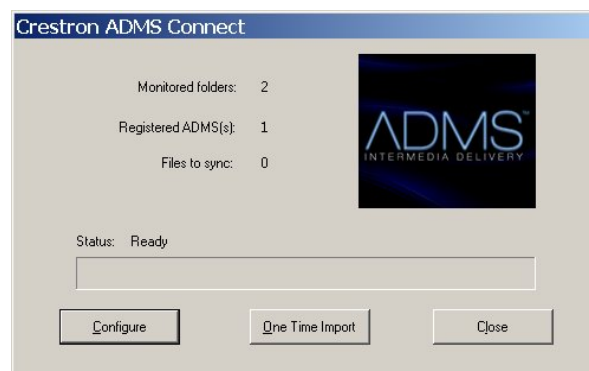 Crestron ADMS Connect
Monitored folders: 2
Registered ADMS(s): 1
Files to sync: 0
ADMS™
INTERMEDIA DELIVERY
Status: Ready
Configure
One Time Import
Close